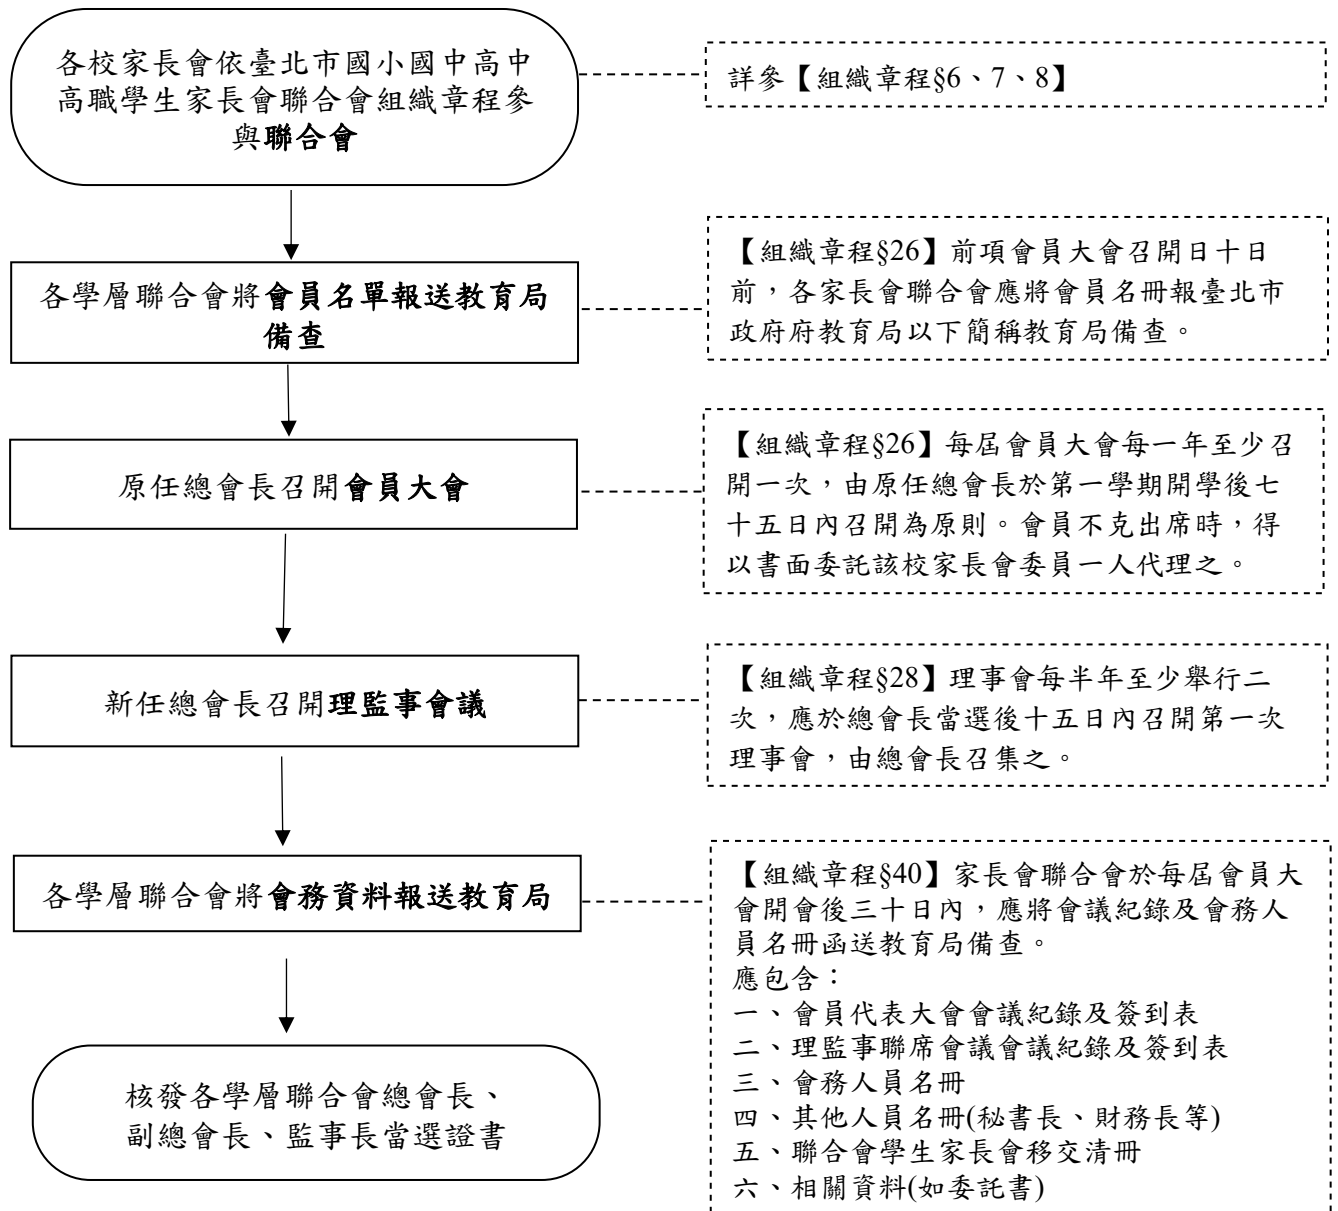 各校家長會依臺北市國小國中高中
高職學生家長會聯合會組織章程參
與聯合會
詳參【組織章程§6、7、8】
各學層聯合會將會員名單報送教育局
備查
【組織章程§26】前項會員大會召開日十日
前，各家長會聯合會應將會員名冊報臺北市
政府府教育局以下簡稱教育局備查。
原任總會長召開會員大會
【組織章程§26】每屆會員大會每一年至少召
開一次，由原任總會長於第一學期開學後七
十五日內召開為原則。會員不克出席時，得
以書面委託該校家長會委員一人代理之。
新任總會長召開理監事會議
【組織章程§28】理事會每半年至少舉行二
次，應於總會長當選後十五日內召開第一次
理事會，由總會長召集之。
各學層聯合會將會務資料報送教育局
【組織章程§40】家長會聯合會於每屆會員大
會開會後三十日內，應將會議紀錄及會務人
員名冊函送教育局備查。
應包含：
一、會員代表大會會議紀錄及簽到表
二、理監事聯席會議會議紀錄及簽到表
三、會務人員名冊
四、其他人員名冊(秘書長、財務長等)
五、聯合會學生家長會移交清冊
六、相關資料(如委託書)
核發各學層聯合會總會長、
副總會長、監事長當選證書